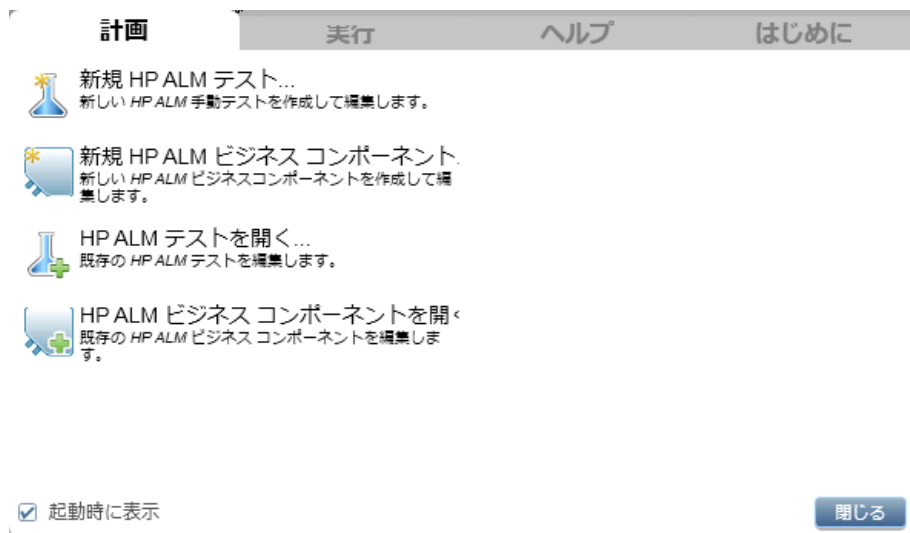 計画
実行
ヘルプ
はじめに
新規 HP ALM テスト...
新しい HP ALM 手動テストを作成して編集します。
新規 HP ALM ビジネス コンポーネント.
新しい HP ALM ビジネスコンポーネントを作成して編
集します。
HP ALM テストを開く...
既存の HP ALM テストを編集します。
HP ALM ビジネス コンポーネントを開く
既存の HP ALM ビジネス コンポーネントを編集しま
す。
起動時に表示
閉じる